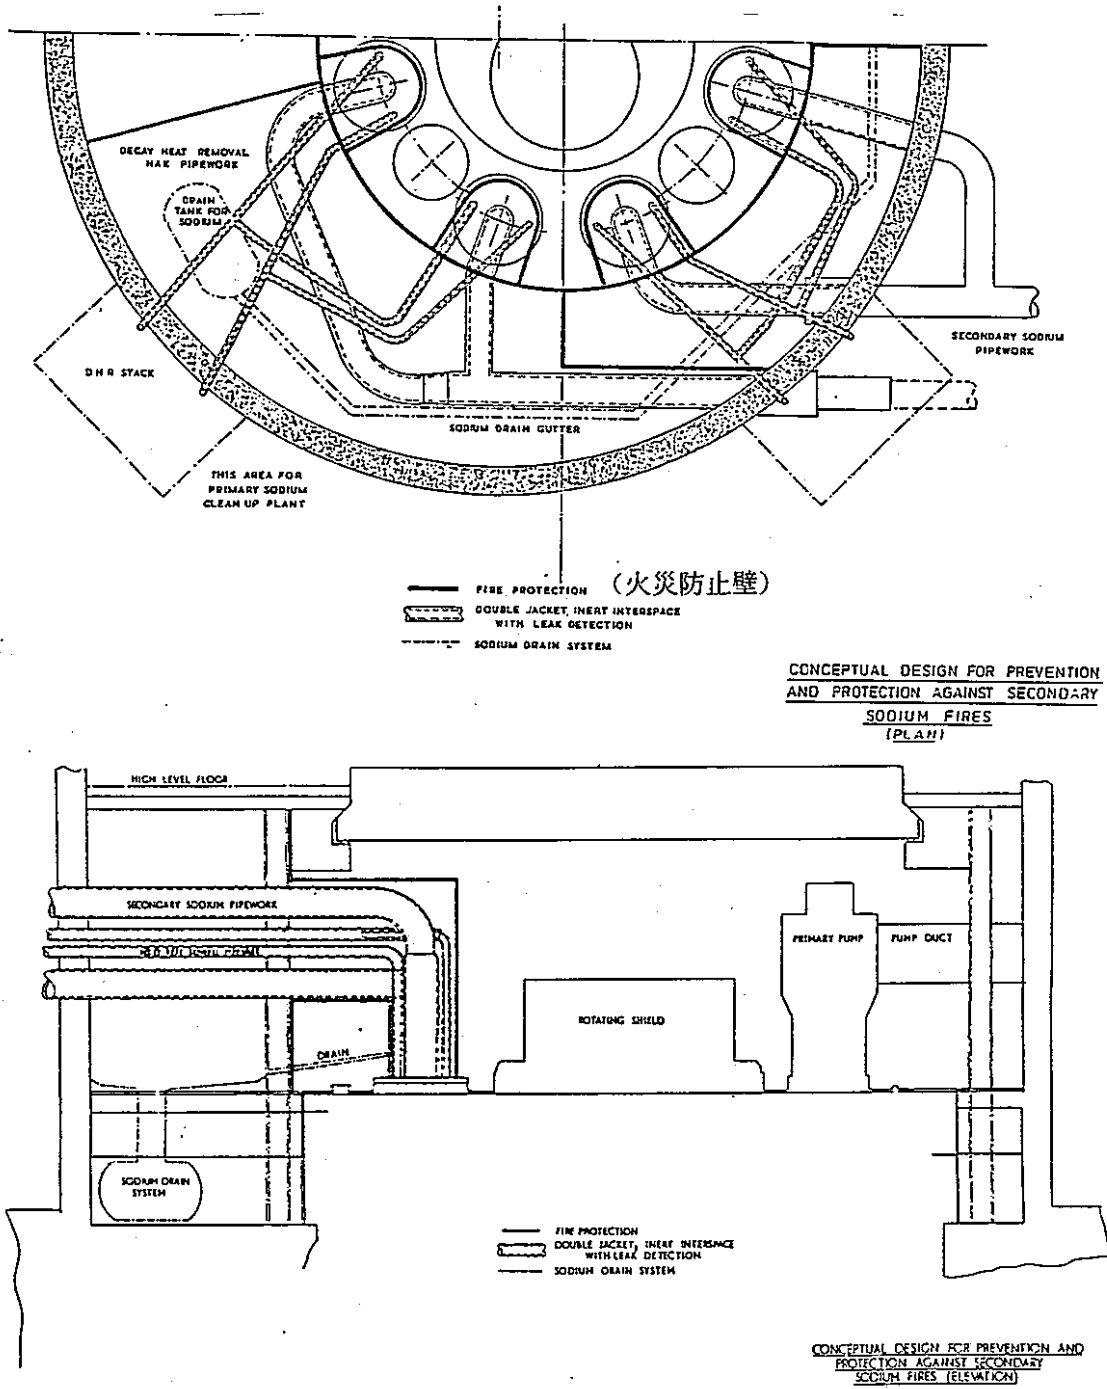 DECAY HEAT REMOVAL
NAK PIPEWORK
DRAIN
TANK FOR
SODIUM
D H R STACK
THIS AREA FOR
PRIMARY SODIUM
CLEAN UP PLANT
SODIUM DRAIN GUTTER
SECONDARY SODIUM
PIPEWORK
FIRE PROTECTION (火災防止壁)
DOUBLE JACKET, INERT INTERSPACE
WITH LEAK DETECTION
SODIUM DRAIN SYSTEM
CONCEPTUAL DESIGN FOR PREVENTION
AND PROTECTION AGAINST SECONDARY
SODIUM FIRES
(PLAN)
HIGH LEVEL FLOOR
SECONDARY SODIUM PIPEWORK
DRAIN
SODIUM DRAIN
SYSTEM
ROTATING SHIELD
PRIMARY PUMP
PUMP DUCT
FIRE PROTECTION
DOUBLE JACKET, INERT INTERSPACE
WITH LEAK DETECTION
SODIUM DRAIN SYSTEM
CONCEPTUAL DESIGN FOR PREVENTION AND
PROTECTION AGAINST SECONDARY
SODIUM FIRES (ELEVATION)